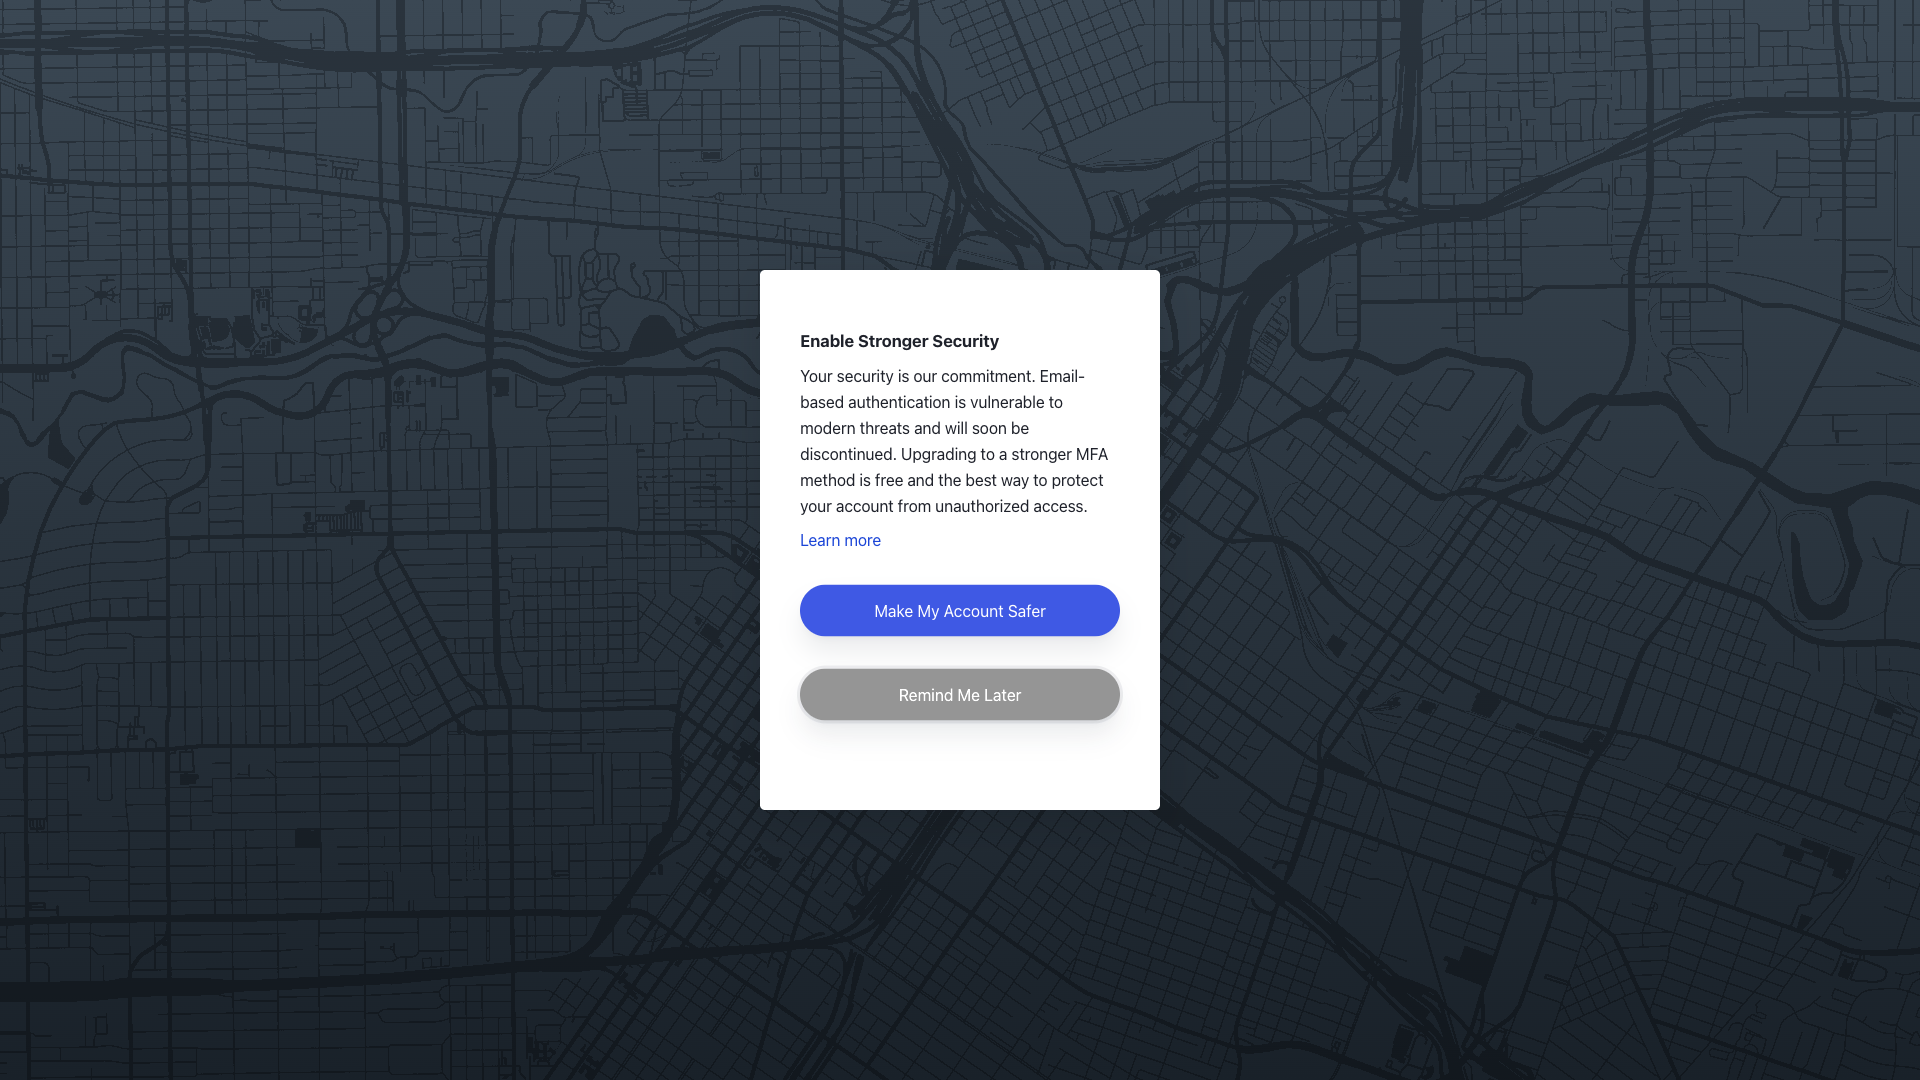 Enable Stronger Security
Your security is our commitment. Email-
based authentication is vulnerable to
modern threats and will soon be
discontinued. Upgrading to a stronger MFA
method is free and the best way to protect
your account from unauthorized access.
Learn more
Make My Account Safer
Remind Me Later